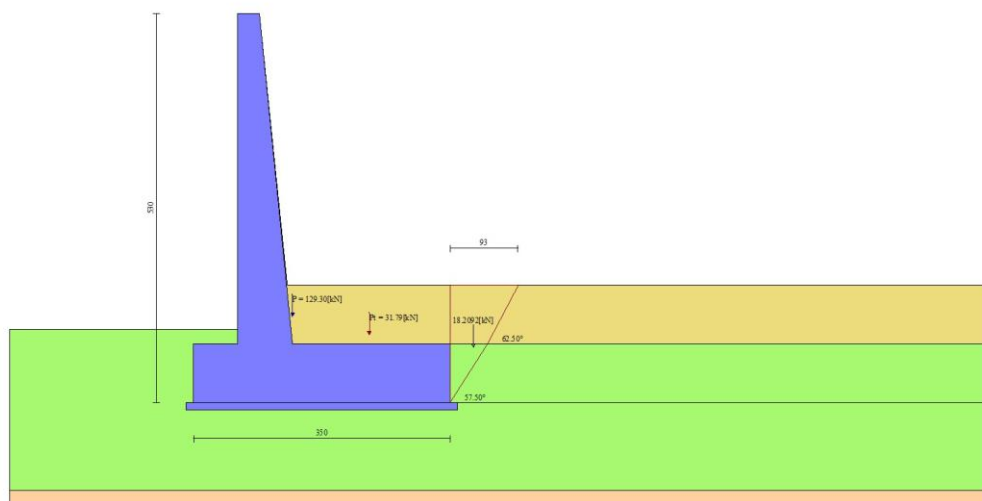 530
93
P = 129.30[kN]
Pt = 31.79[kN]
18.2092[kN]
62.50°
57.50°
350